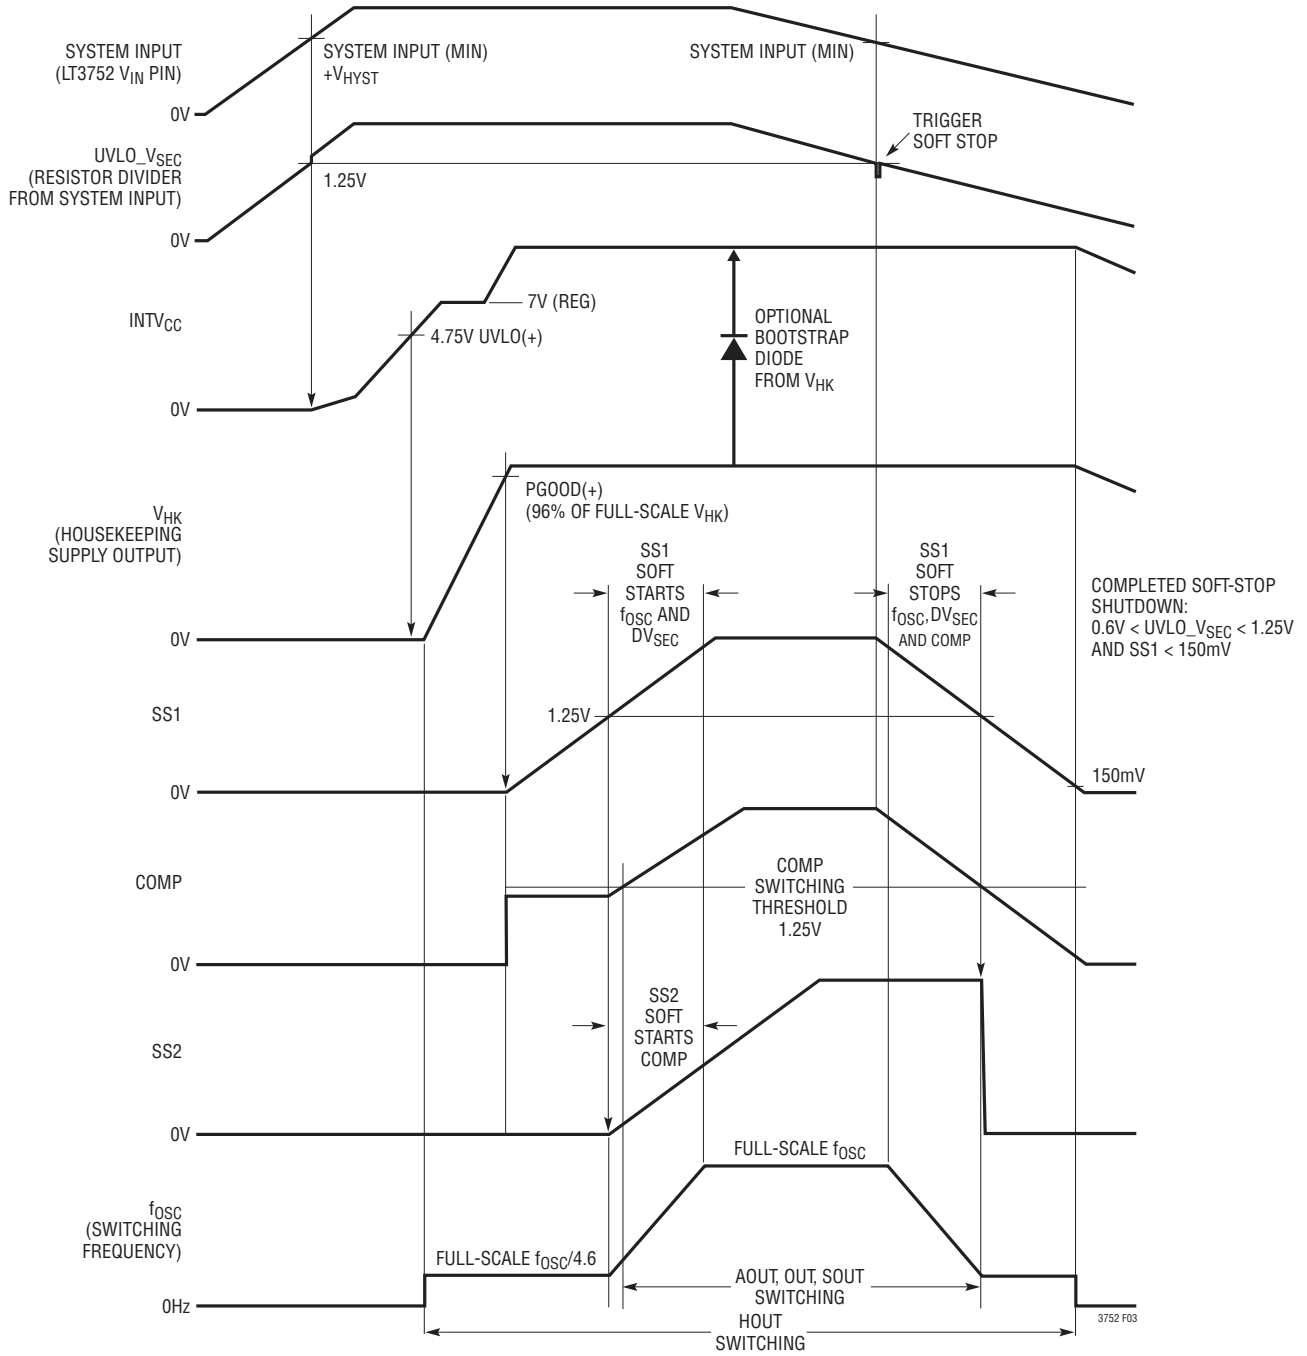 SYSTEM INPUT
(LT3752 VIN PIN)
SYSTEM INPUT (MIN)
+VHYST
SYSTEM INPUT (MIN)
0V
TRIGGER
SOFT STOP
UVLO_VSEC
(RESISTOR DIVIDER
FROM SYSTEM INPUT)
1.25V
0V
7V (REG)
INTVCC
4.75V UVLO(+)
OPTIONAL
BOOTSTRAP
DIODE
FROM VHK
0V
PGOOD(+)
(96% OF FULL-SCALE VHK)
VHK
(HOUSEKEEPING
SUPPLY OUTPUT)
SS1
SOFT
STARTS
fOSC AND
DVSEC
SS1
SOFT
STOPS
fOSC, DVSEC
AND COMP
COMPLETED SOFT-STOP
SHUTDOWN:
0.6V < UVLO_VSEC < 1.25V
AND SS1 < 150mV
0V
SS1
1.25V
150mV
0V
COMP
COMP
SWITCHING
THRESHOLD
1.25V
0V
SS2
SOFT
STARTS
COMP
SS2
0V
FULL-SCALE fOSC
fOSC
(SWITCHING
FREQUENCY)
FULL-SCALE fOSC/4.6
AOUT, OUT, SOUT
SWITCHING
0Hz
HOUT
SWITCHING
3752 F03